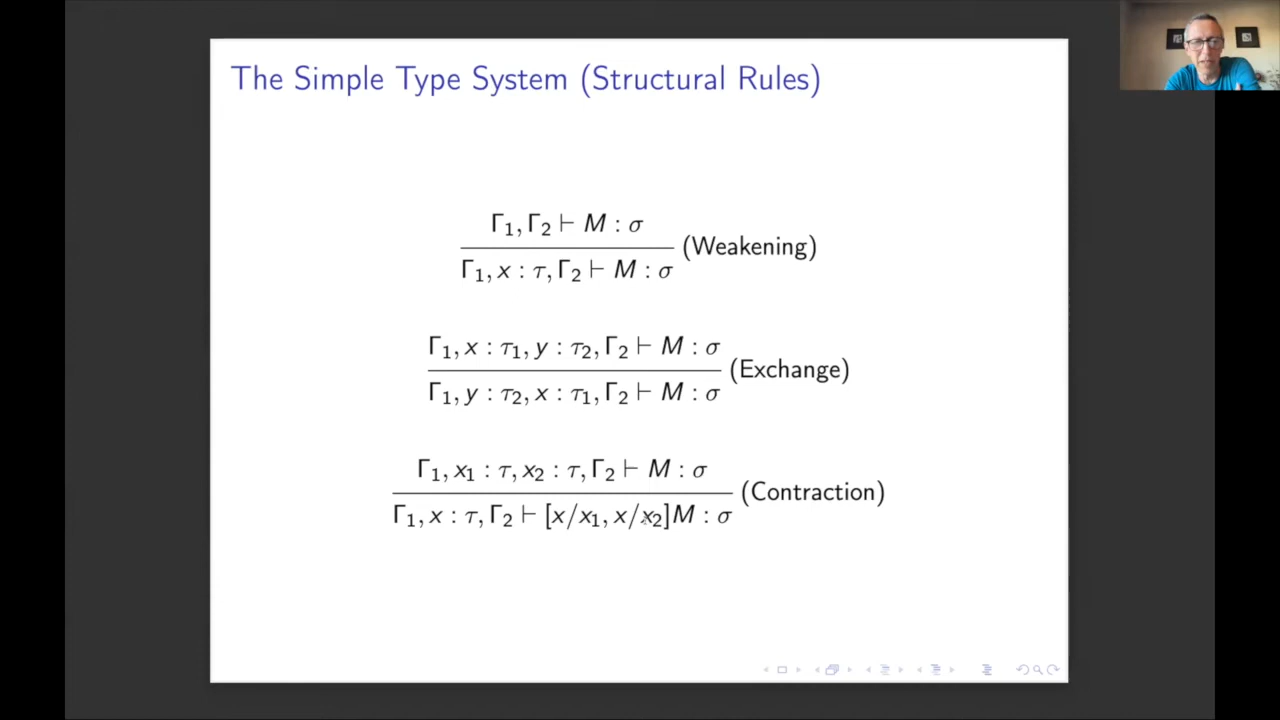 The Simple Type System (Structural Rules)
Γ₁, Γ₂ ⊢ M : σ
(Weakening)
Γ₁, x : τ, Γ₂ ⊢ M : σ
Γ₁, x : τ₁, y : τ₂, Γ₂ ⊢ M : σ
(Exchange)
Γ₁, y : τ₂, x : τ₁, Γ₂ ⊢ M : σ
Γ₁, x₁ : τ, x₂ : τ, Γ₂ ⊢ M : σ
(Contraction)
Γ₁, x : τ, Γ₂ ⊢ [x/x₁, x/x₂]M : σ